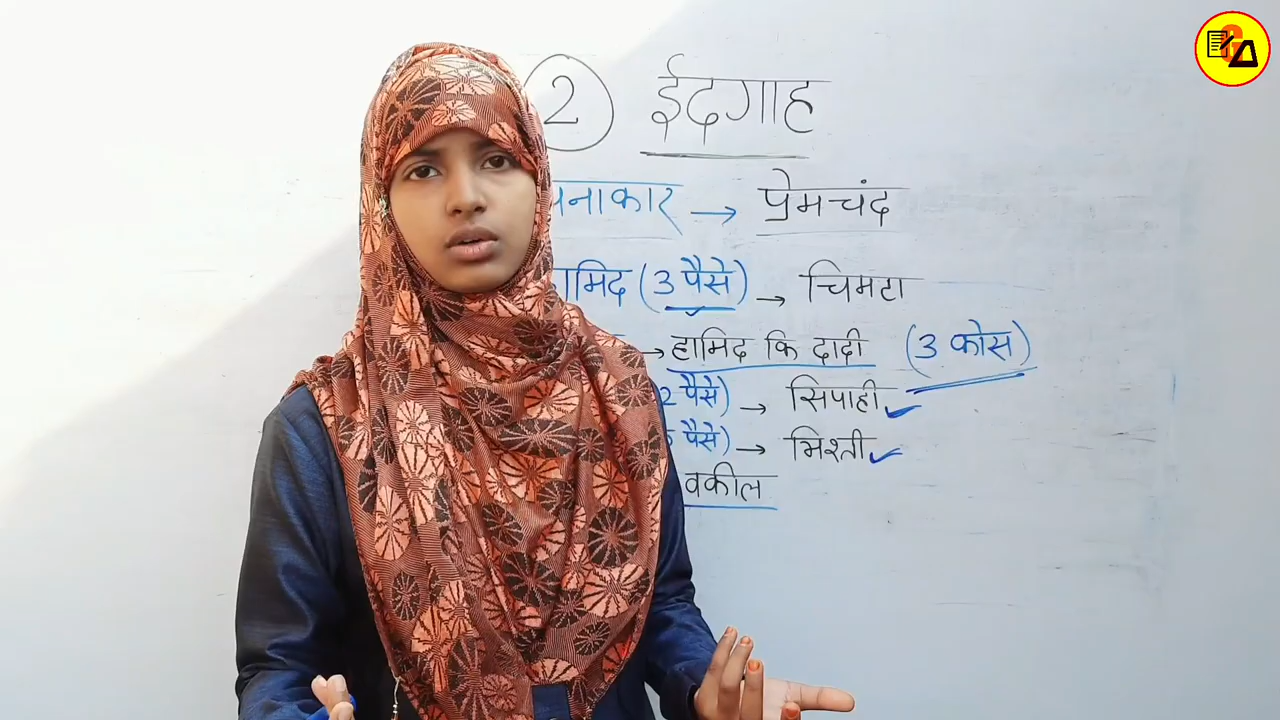 2 ईदगाह
→ प्रेमचंद
(3 पैसे) → चिमटा
→ हामिद कि दादी (3 कोस)
पैसे) → सिपाही
पैसे) → भिश्ती
वकील